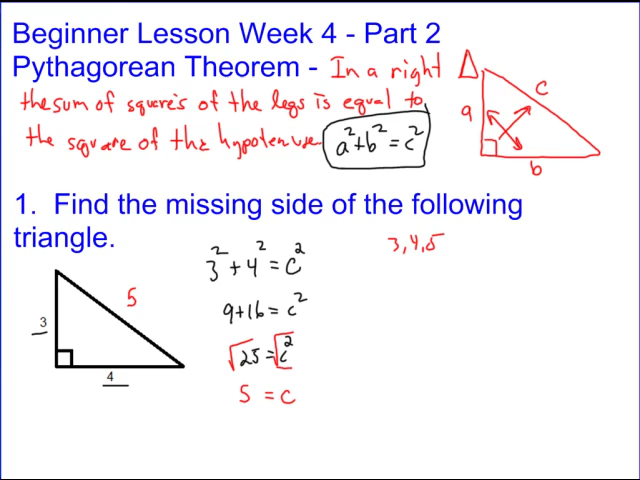 Beginner Lesson Week 4 - Part 2
Pythagorean Theorem - In a right Δ
the sum of square's of the legs is equal to,
the square of the hypotenuse a²+b²=c²
a
c
b
1. Find the missing side of the following
triangle.
3²+4²=c²
3,4,5
9+16=c²
√25=√c²
5=c
3
5
4